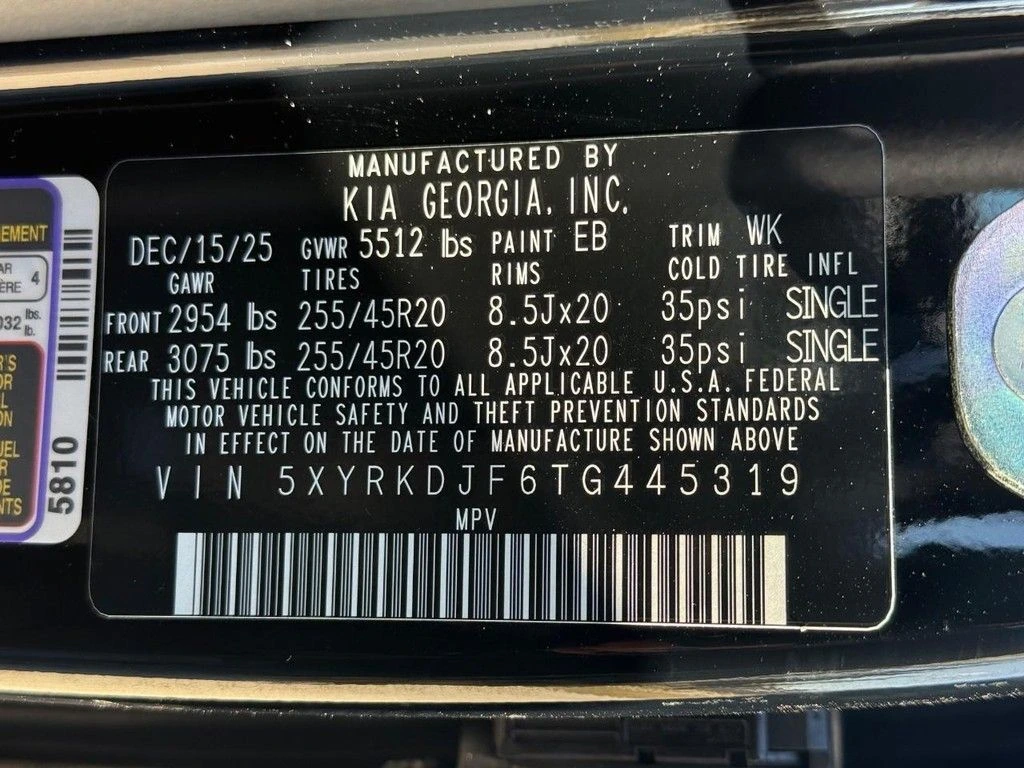 MANUFACTURED BY
KIA GEORGIA, INC.
DEC/15/25 GVWR 5512 lbs PAINT EB TRIM WK
GAWR TIRES RIMS COLD TIRE INFL
FRONT 2954 lbs 255/45R20 8.5Jx20 35psi SINGLE
REAR 3075 lbs 255/45R20 8.5Jx20 35psi SINGLE
THIS VEHICLE CONFORMS TO ALL APPLICABLE U.S.A. FEDERAL
MOTOR VEHICLE SAFETY AND THEFT PREVENTION STANDARDS
IN EFFECT ON THE DATE OF MANUFACTURE SHOWN ABOVE
VIN 5XYRKDJF6TG445319
MPV
4
lbs.
lb.
5810